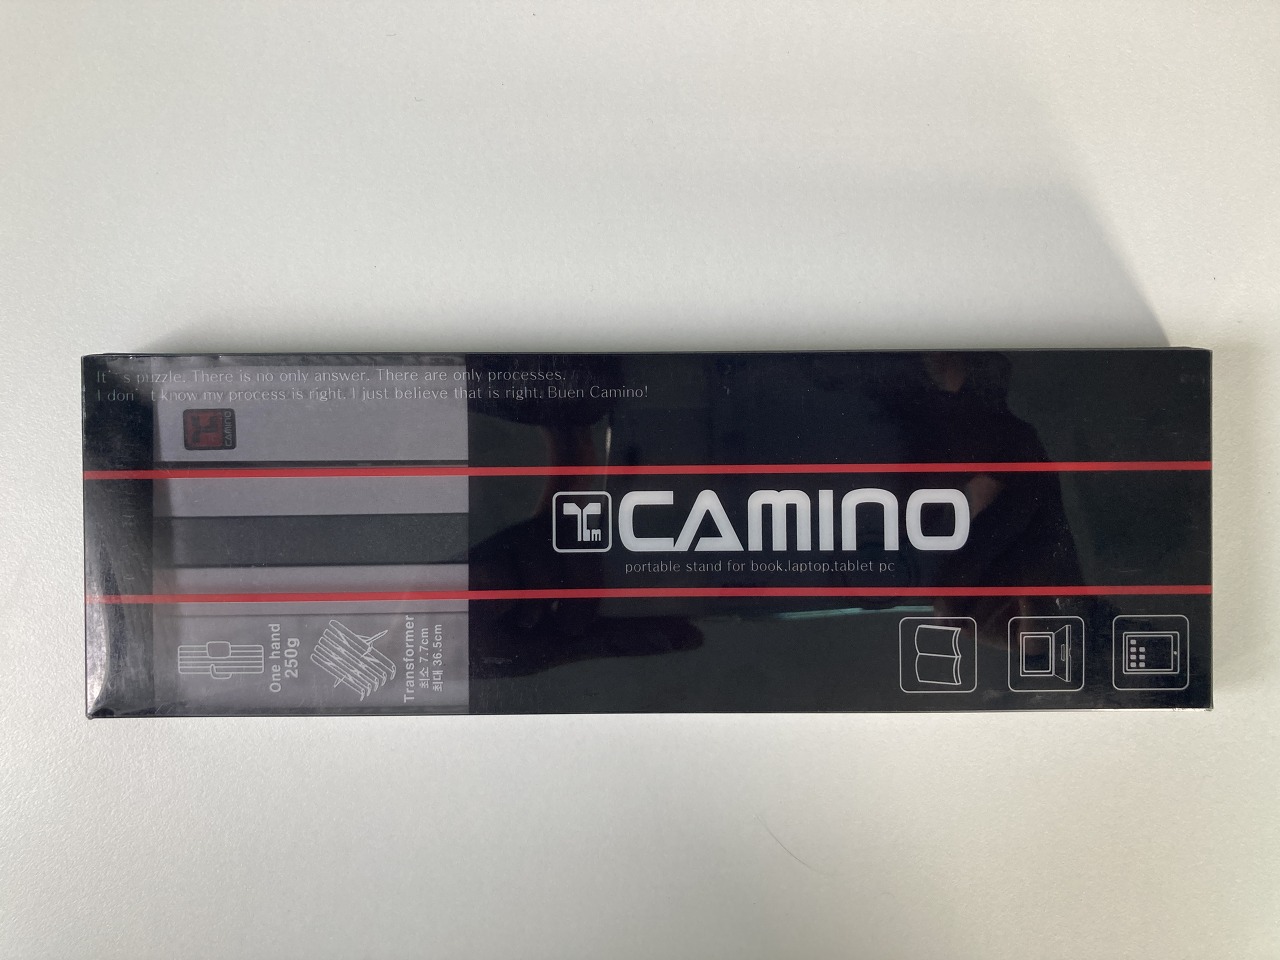 It's puzzle. There is no only answer. There are only processes.
I don't know my process is right. I just believe that is right. Buen Camino!
CAMINO
m
CAMINO
portable stand for book,laptop,tablet pc
One hand
250g
Transformer
최소 7.7cm
최대 36.5cm